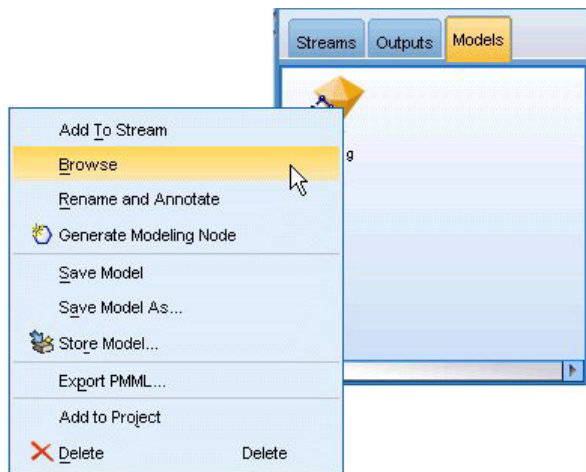 Streams Outputs Models
g
Add To Stream
Browse
Rename and Annotate
Generate Modeling Node
Save Model
Save Model As...
Store Model...
Export PMML...
Add to Project
Delete Delete